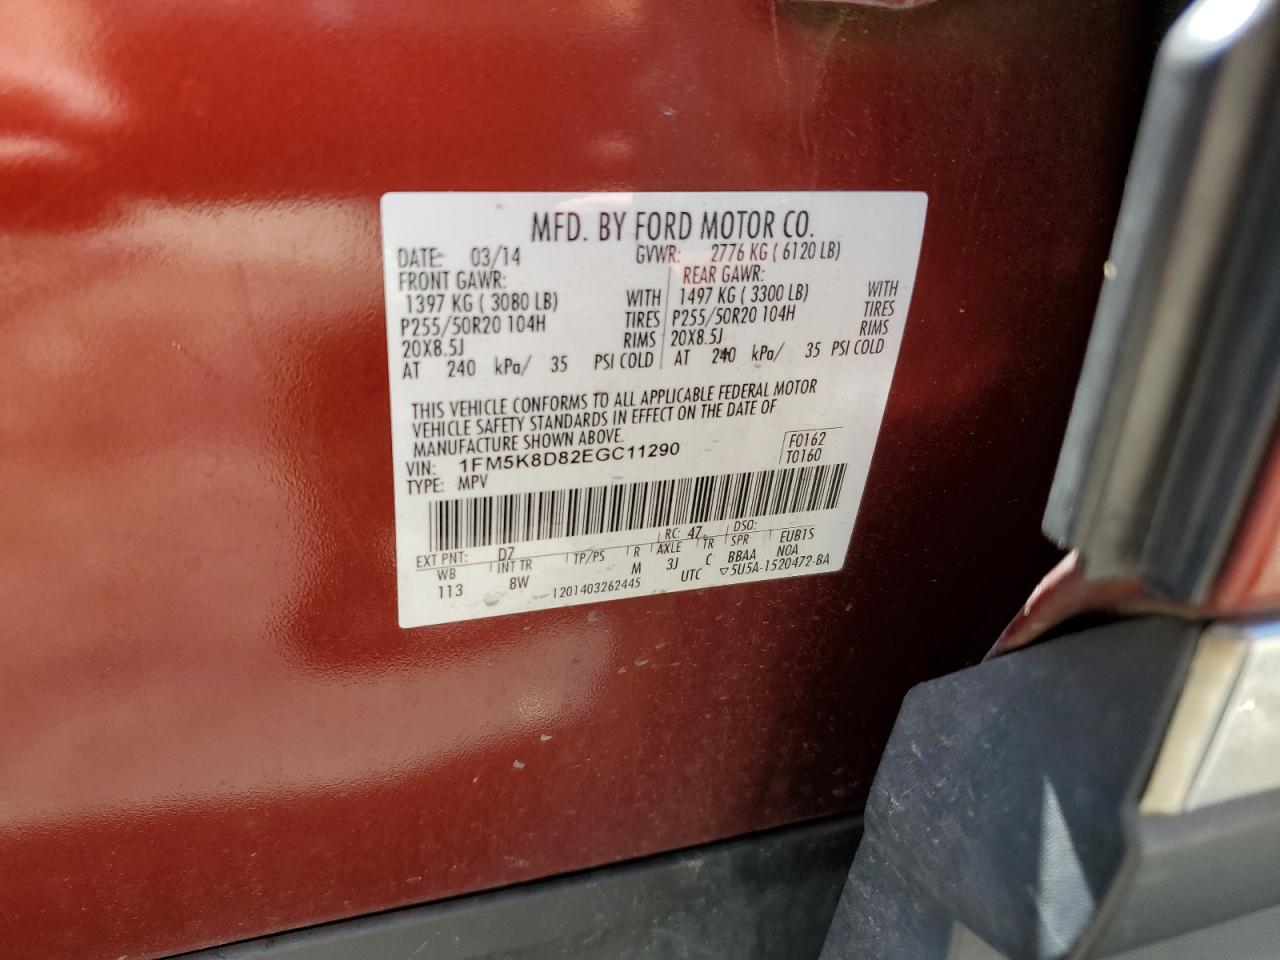 MFD. BY FORD MOTOR CO.
DATE: 03/14 GVWR: 2776 KG ( 6120 LB)
FRONT GAWR: REAR GAWR:
1397 KG ( 3080 LB) WITH 1497 KG ( 3300 LB) WITH
P255/50R20 104H TIRES P255/50R20 104H TIRES
20X8.5J RIMS 20X8.5J RIMS
AT 240 kPa/ 35 PSI COLD AT 240 kPa/ 35 PSI COLD
THIS VEHICLE CONFORMS TO ALL APPLICABLE FEDERAL MOTOR
VEHICLE SAFETY STANDARDS IN EFFECT ON THE DATE OF
MANUFACTURE SHOWN ABOVE.
VIN: 1FM5K8D82EGC11290 F0162
TYPE: MPV T0160
EXT PNT: D7 RC: 47 DSO:
WB INT TR TP/PS R AXLE TR SPR EUB1S
113 8W M 3J C BBAA N0A
1201403262445 UTC ▽5U5A-1520472-BA